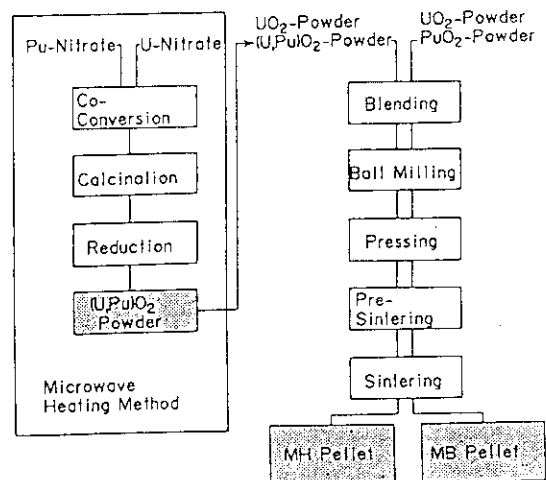 Pu-Nitrate
U-Nitrate
Co-
Conversion
Calcination
Reduction
(U,Pu)O₂
Powder
Microwave
Heating Method
UO₂-Powder
(U,Pu)O₂-Powder
UO₂-Powder
PuO₂-Powder
Blending
Ball Milling
Pressing
Pre-
Sintering
Sintering
MH Pellet
MB Pellet